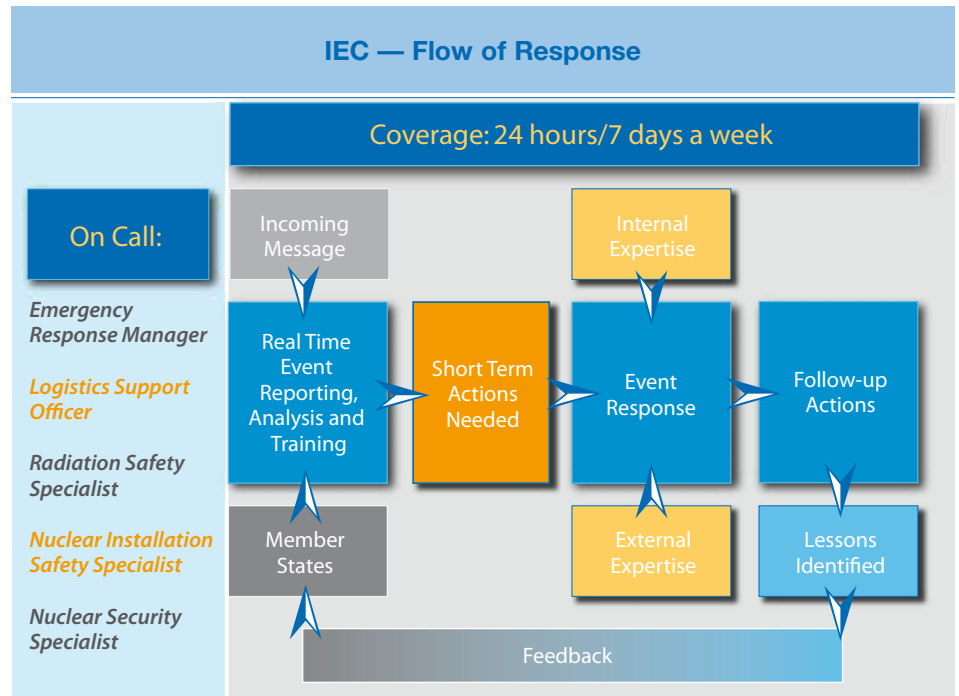 IEC — Flow of Response
Coverage: 24 hours/7 days a week
On Call:
Emergency
Response Manager
Logistics Support
Officer
Radiation Safety
Specialist
Nuclear Installation
Safety Specialist
Nuclear Security
Specialist
Incoming
Message
Internal
Expertise
Real Time
Event
Reporting,
Analysis and
Training
Short Term
Actions
Needed
Event
Response
Follow-up
Actions
Member
States
External
Expertise
Lessons
Identified
Feedback